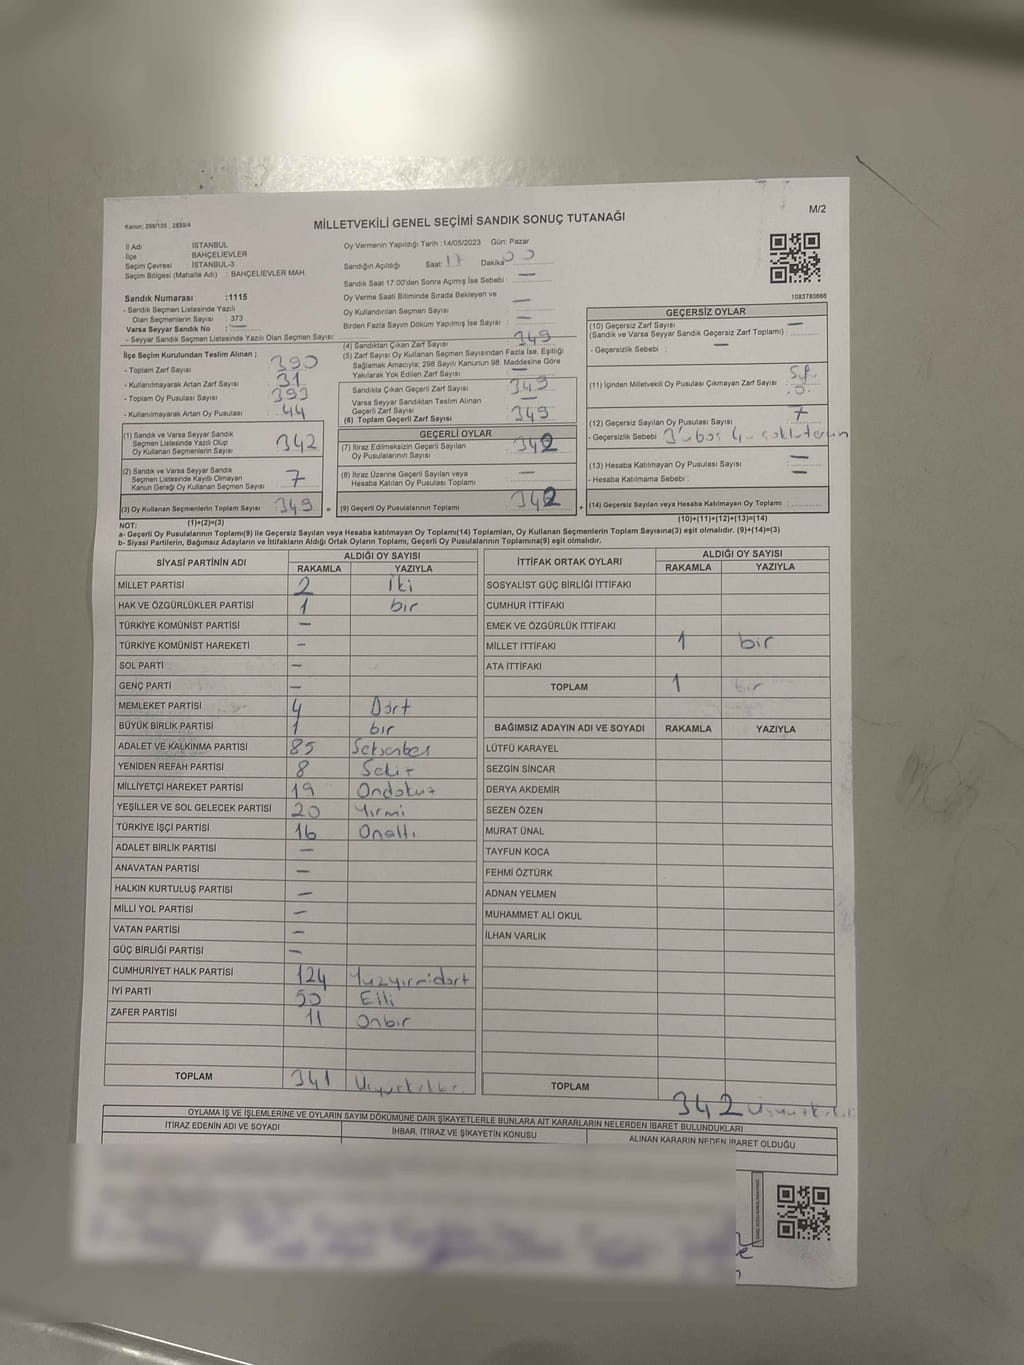 Kanun: 298/105 , 2839/4
MİLLETVEKİLİ GENEL SEÇİMİ SANDIK SONUÇ TUTANAĞI
M/2
İl Adı : İSTANBUL
İlçe : BAHÇELİEVLER
Seçim Çevresi : İSTANBUL-3
Seçim Bölgesi (Mahalle Adı) : BAHÇELİEVLER MAH.
Oy Vermenin Yapıldığı Tarih : 14/05/2023 Gün: Pazar
Sandığın Açıldığı Saat: 17 Dakika: 00
Sandık Saat 17.00'den Sonra Açımış İse Sebebi : —
Oy Verme Saati Bitiminde Sırada Bekleyen ve
Oy Kullandırılan Seçmen Sayısı : —
Birden Fazla Sayım Döküm Yapılmış İse Sayısı : —
1083780666
Sandık Numarası :1115
- Sandık Seçmen Listesinde Yazılı
Olan Seçmenlerin Sayısı : 373
Varsa Seyyar Sandık No : —
- Seyyar Sandık Seçmen Listesinde Yazılı Olan Seçmen Sayısı:
İlçe Seçim Kurulundan Teslim Alınan ;
- Toplam Zarf Sayısı : 390
- Kullanılmayarak Artan Zarf Sayısı : 31
- Toplam Oy Pusulası Sayısı : 393
- Kullanılmayarak Artan Oy Pusulası : 44
(1) Sandık ve Varsa Seyyar Sandık
Seçmen Listesinde Yazılı Olup
Oy Kullanan Seçmenlerin Sayısı : 342
(2) Sandık ve Varsa Seyyar Sandık
Seçmen Listesinde Kayıtlı Olmayan
Kanun Gereği Oy Kullanan Seçmen Sayısı : 7
(3) Oy Kullanan Seçmenlerin Toplam Sayısı : 349
(1)+(2)=(3)
(4) Sandıktan Çıkan Zarf Sayısı : 349
(5) Zarf Sayısı Oy Kullanan Seçmen Sayısından Fazla İse, Eşitliği
Sağlamak Amacıyla; 298 Sayılı Kanunun 98. Maddesine Göre
Yakılarak Yok Edilen Zarf Sayısı : —
Sandıkta Çıkan Geçerli Zarf Sayısı : 349
Varsa Seyyar Sandıktan Teslim Alınan
Geçerli Zarf Sayısı : —
(6) Toplam Geçerli Zarf Sayısı : 349
GEÇERLİ OYLAR
(7) İtiraz Edilmeksizin Geçerli Sayılan
Oy Pusulalarının Sayısı : 342
(8) İtiraz Üzerine Geçerli Sayılan veya
Hesaba Katılan Oy Pusulası Toplamı : —
(9) Geçerli Oy Pusulalarının Toplamı : 342
GEÇERSİZ OYLAR
(10) Geçersiz Zarf Sayısı : —
(Sandık ve Varsa Seyyar Sandık Geçersiz Zarf Toplamı)
- Geçersizlik Sebebi : —
(11) İçinden Milletvekili Oy Pusulası Çıkmayan Zarf Sayısı : Sıf. 0
(12) Geçersiz Sayılan Oy Pusulası Sayısı : 7
- Geçersizlik Sebebi 3'ü boş 4
(13) Hesaba Katılmayan Oy Pusulası Sayısı : —
- Hesaba Katılmama Sebebi : —
(14) Geçersiz Sayılan veya Hesaba Katılmayan Oy Toplamı :
(10)+(11)+(12)+(13)=(14)
NOT:
a- Geçerli Oy Pusulalarının Toplamı(9) ile Geçersiz Sayılan veya Hesaba katılmayan Oy Toplamı(14) Toplamları, Oy Kullanan Seçmenlerin Toplam Sayısına(3) eşit olmalıdır. (9)+(14)=(3)
b- Siyasi Partilerin, Bağımsız Adayların ve İttifakların Aldığı Ortak Oyların Toplamı, Geçerli Oy Pusulalarının Toplamına(9) eşit olmalıdır.
SİYASİ PARTİNİN ADI ALDIĞI OY SAYISI
RAKAMLA YAZIYLA
MİLLET PARTİSİ 2 iki
HAK VE ÖZGÜRLÜKLER PARTİSİ 1 bir
TÜRKİYE KOMÜNİST PARTİSİ —
TÜRKİYE KOMÜNİST HAREKETİ —
SOL PARTİ —
GENÇ PARTİ —
MEMLEKET PARTİSİ 4 Dört
BÜYÜK BİRLİK PARTİSİ 1 bir
ADALET VE KALKINMA PARTİSİ 85 Seksenbeş
YENİDEN REFAH PARTİSİ 8 Sekiz
MİLLİYETÇİ HAREKET PARTİSİ 19 Ondokuz
YEŞİLLER VE SOL GELECEK PARTİSİ 20 Yirmi
TÜRKİYE İŞÇİ PARTİSİ 16 Onaltı
ADALET BİRLİK PARTİSİ —
ANAVATAN PARTİSİ —
HALKIN KURTULUŞ PARTİSİ —
MİLLİ YOL PARTİSİ —
VATAN PARTİSİ —
GÜÇ BİRLİĞİ PARTİSİ —
CUMHURİYET HALK PARTİSİ 124 Yüzyirmidört
İYİ PARTİ 50 Elli
ZAFER PARTİSİ 11 Onbir
TOPLAM 341
İTTİFAK ORTAK OYLARI ALDIĞI OY SAYISI
RAKAMLA YAZIYLA
SOSYALİST GÜÇ BİRLİĞİ İTTİFAKI
CUMHUR İTTİFAKI
EMEK VE ÖZGÜRLÜK İTTİFAKI
MİLLET İTTİFAKI 1 bir
ATA İTTİFAKI
TOPLAM 1 bir
BAĞIMSIZ ADAYIN ADI VE SOYADI RAKAMLA YAZIYLA
LÜTFÜ KARAYEL
SEZGİN SİNCAR
DERYA AKDEMİR
SEZEN ÖZEN
MURAT ÜNAL
TAYFUN KOCA
FEHMİ ÖZTÜRK
ADNAN YELMEN
MUHAMMET ALİ OKUL
İLHAN VARLIK
TOPLAM
342
OYLAMA İŞ VE İŞLEMLERİNE VE OYLARIN SAYIM DÖKÜMÜNE DAİR ŞİKAYETLERLE BUNLARA AİT KARARLARIN NELERDEN İBARET BULUNDUKLARI
İTİRAZ EDENİN ADI VE SOYADI İHBAR, İTİRAZ VE ŞİKAYETİN KONUSU ALINAN KARARIN NEDEN İBARET OLDUĞU